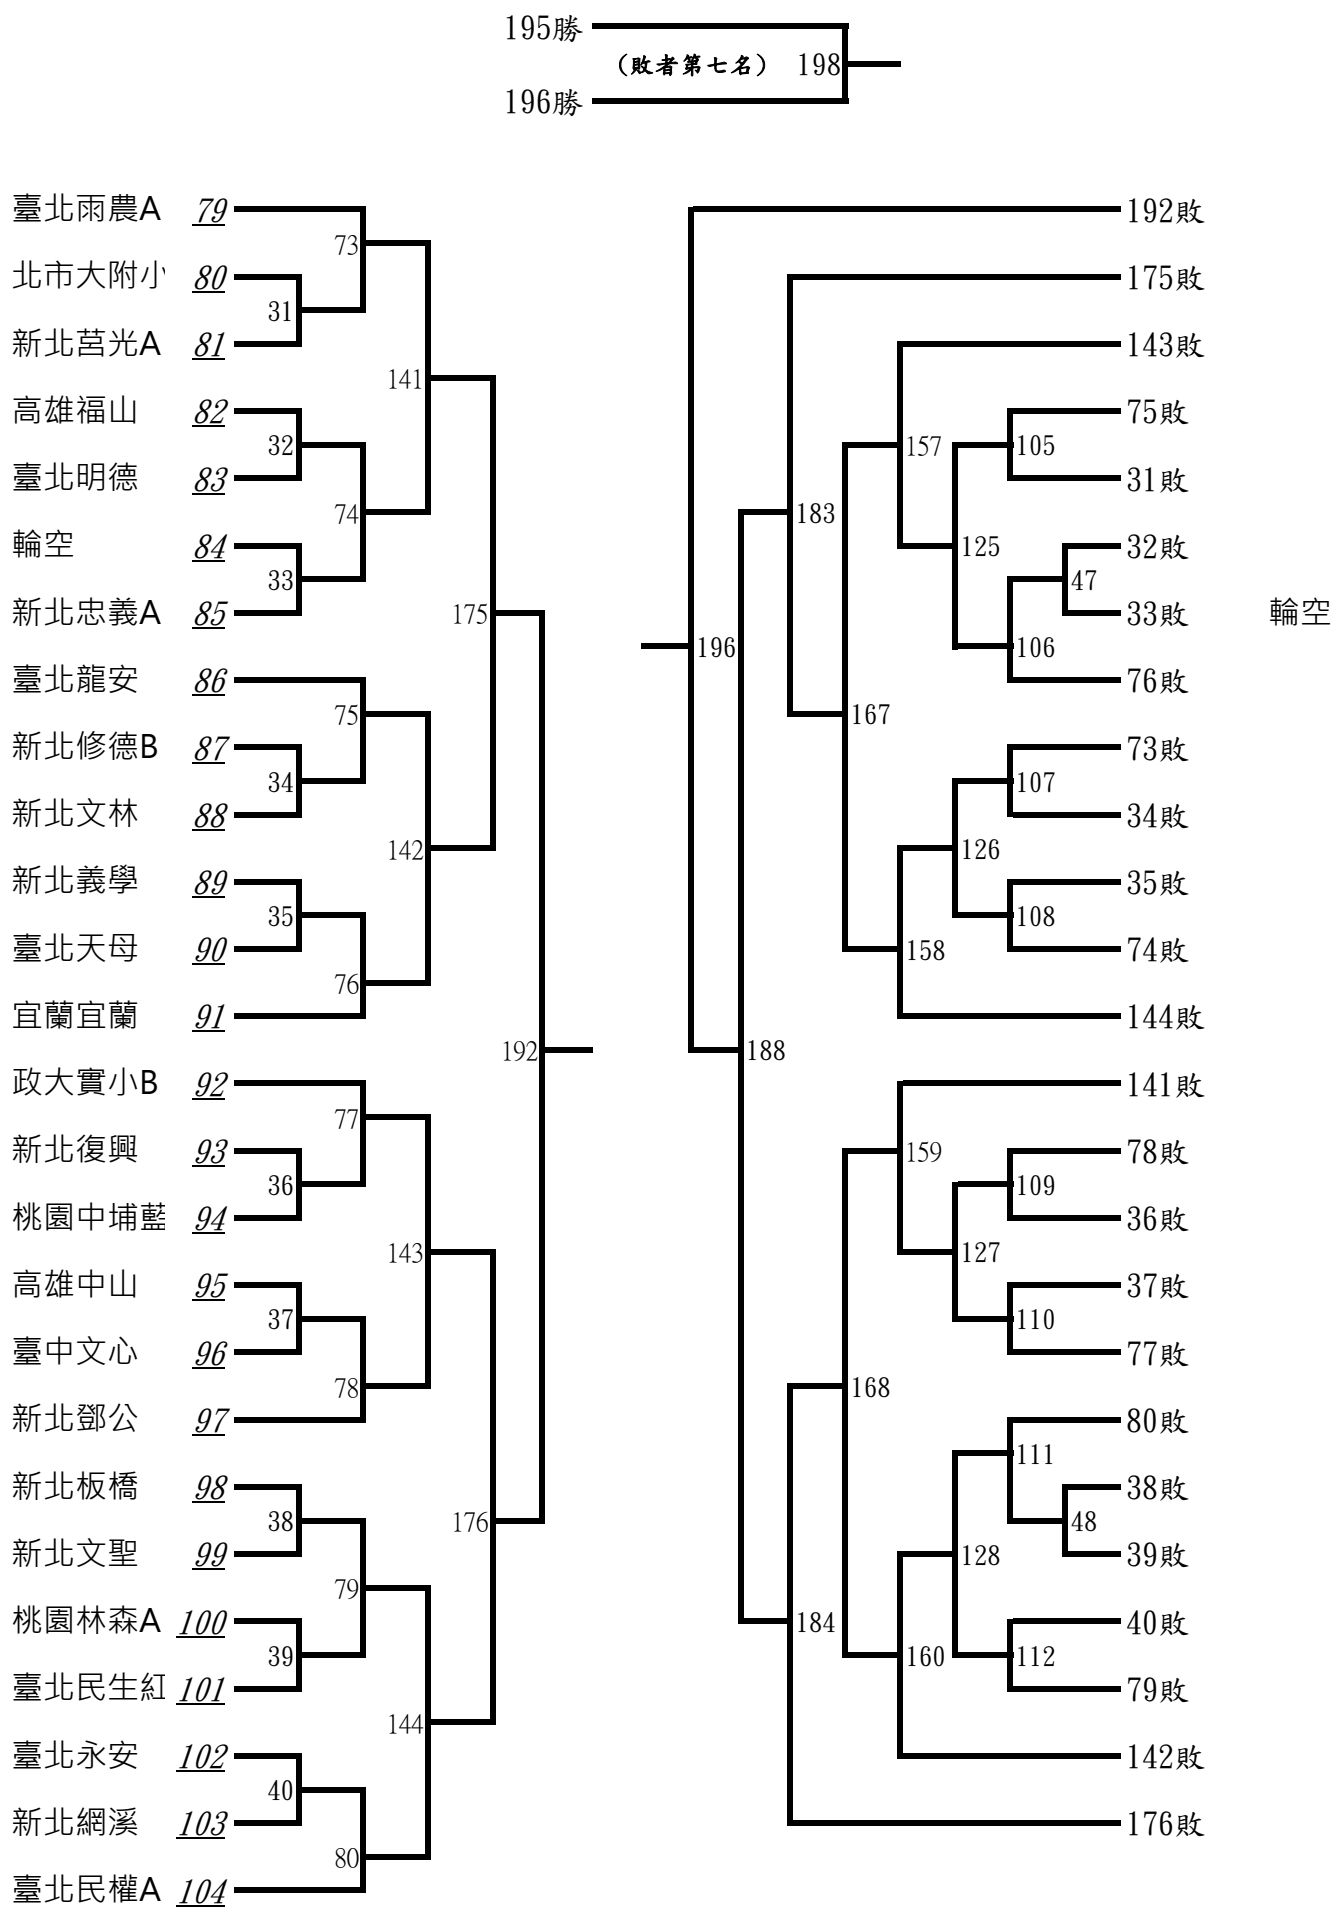 195勝
(敗者第七名) 198
196勝
臺北雨農A 79 192敗
73
北市大附小 80 175敗
31
新北莒光A 81 143敗
141
高雄福山 82 75敗
32 157 105
臺北明德 83 31敗
74 183
輪空 84 32敗
33 125 47
新北忠義A 85 175 33敗 輪空
196 106
臺北龍安 86 76敗
75 167
新北修德B 87 73敗
34 107
新北文林 88 34敗
142 126
新北義學 89 35敗
35 108
臺北天母 90 74敗
76 158
宜蘭宜蘭 91 144敗
192 188
政大實小B 92 141敗
77
新北復興 93 159 78敗
36 109
桃園中埔藍 94 36敗
143 127
高雄中山 95 37敗
37 110
臺中文心 96 77敗
78 168
新北鄧公 97 80敗
111
新北板橋 98 38敗
38 176 48
新北文聖 99 128 39敗
79
桃園林森A 100 184 40敗
39 160 112
臺北民生紅 101 79敗
144
臺北永安 102 142敗
40
新北網溪 103 176敗
80
臺北民權A 104